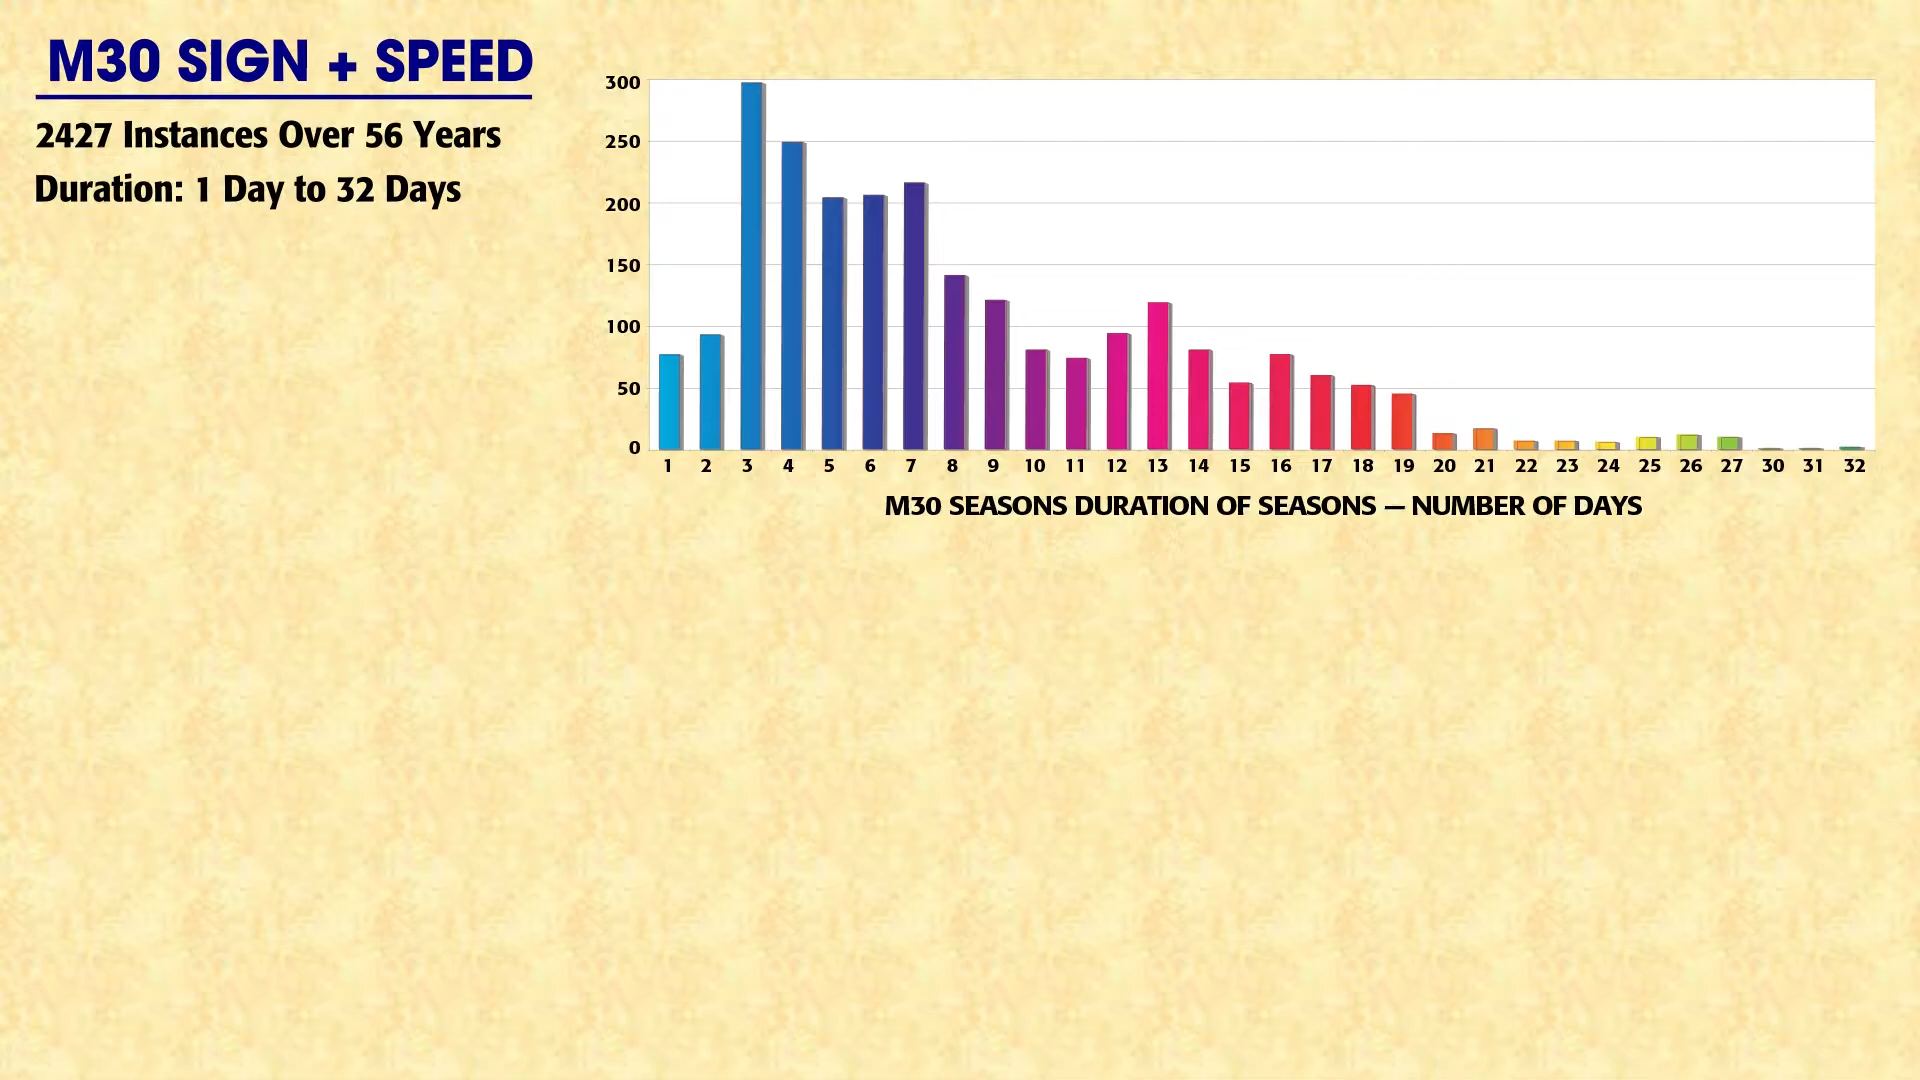 M30 SIGN + SPEED
2427 Instances Over 56 Years
Duration: 1 Day to 32 Days
300
250
200
150
100
50
0
1 2 3 4 5 6 7 8 9 10 11 12 13 14 15 16 17 18 19 20 21 22 23 24 25 26 27 30 31 32
M30 SEASONS DURATION OF SEASONS — NUMBER OF DAYS